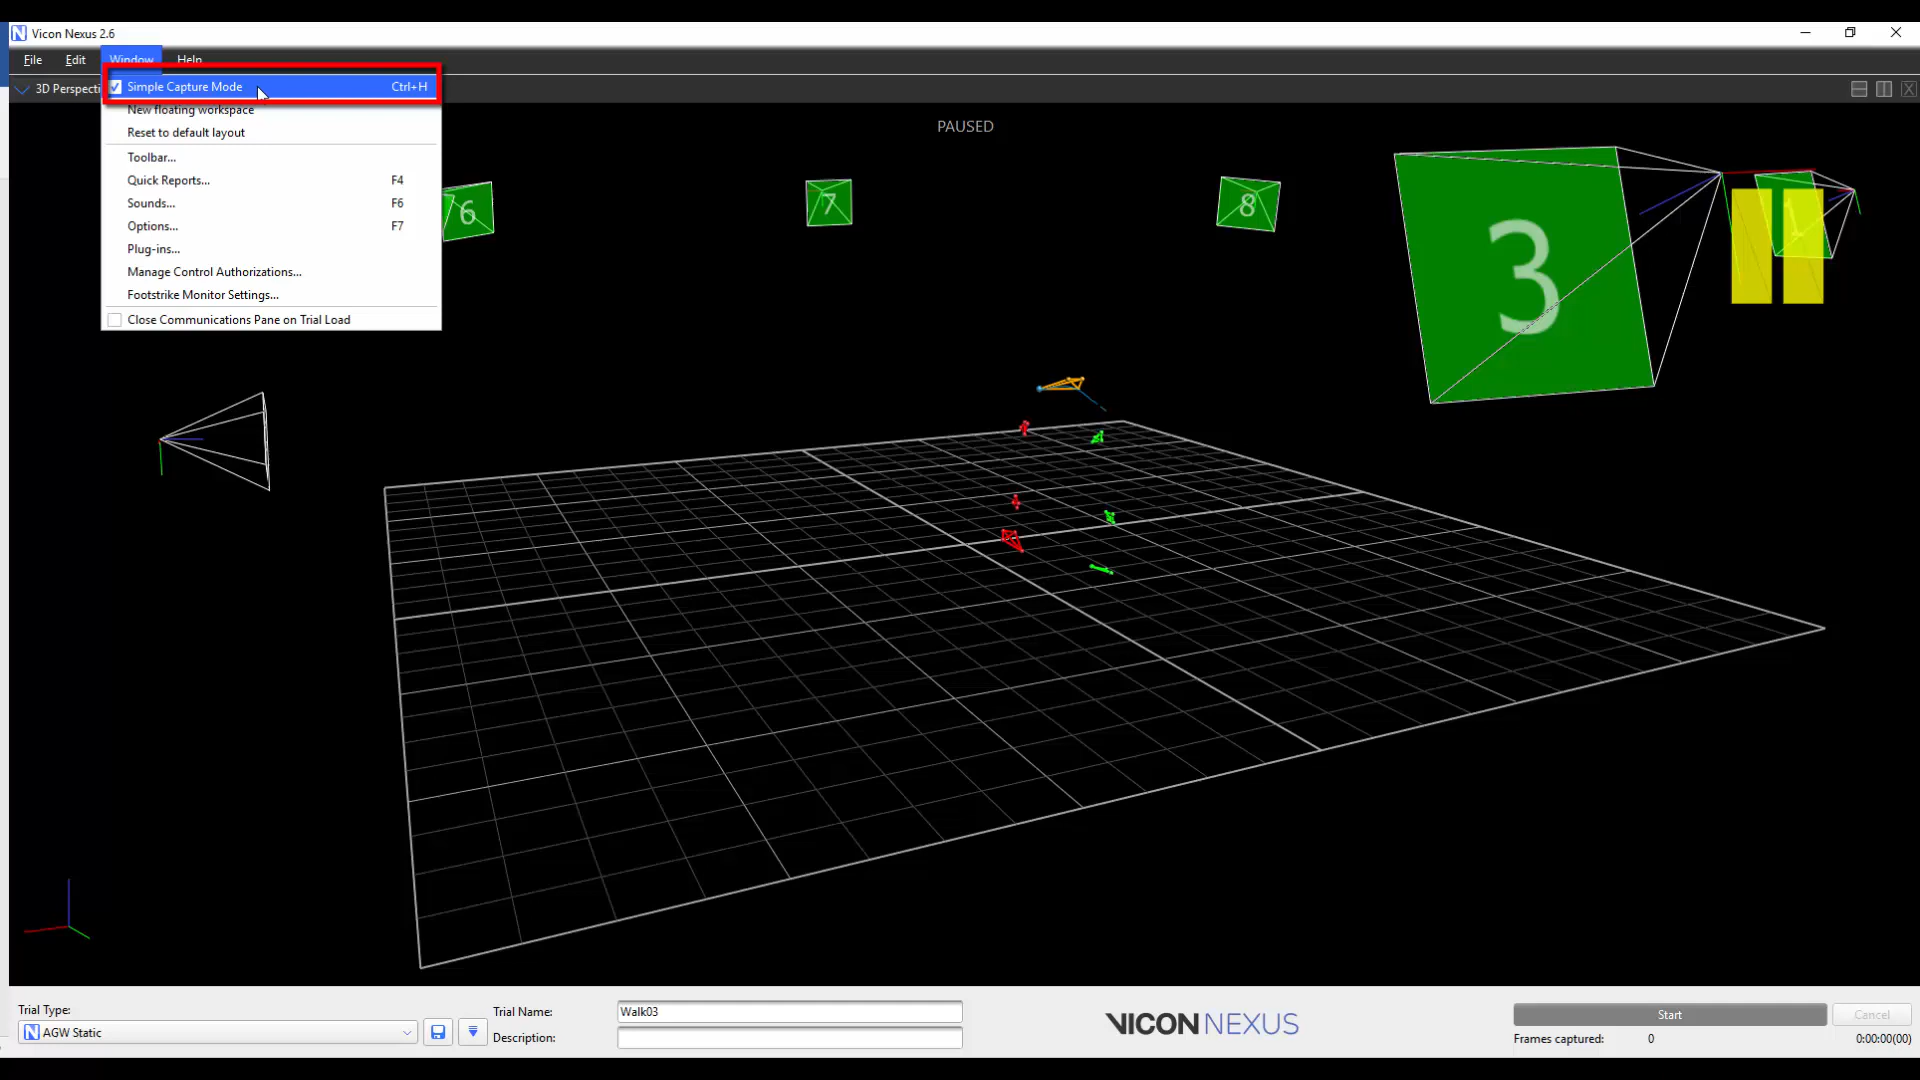 Vicon Nexus 2.6
File Edit Window Help
3D Perspecti
Simple Capture Mode Ctrl+H
New floating workspace
Reset to default layout
Toolbar...
Quick Reports... F4
Sounds... F6
Options... F7
Plug-ins...
Manage Control Authorizations...
Footstrike Monitor Settings...
Close Communications Pane on Trial Load
PAUSED
6
7
8
3
1
Trial Type:
AGW Static
Trial Name: Walk03
Description:
VICON NEXUS
Start Cancel
Frames captured: 0 0:00:00(00)